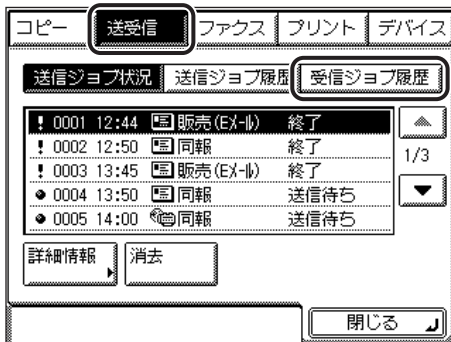 コピー 送受信 ファクス プリント デバイス
送信ジョブ状況 送信ジョブ履歴 受信ジョブ履歴
! 0001 12:44 販売(Eメール) 終了
! 0002 12:50 同報 終了
! 0003 13:45 販売(Eメール) 終了
● 0004 13:50 同報 送信待ち
● 0005 14:00 同報 送信待ち
1/3
詳細情報 消去
閉じる